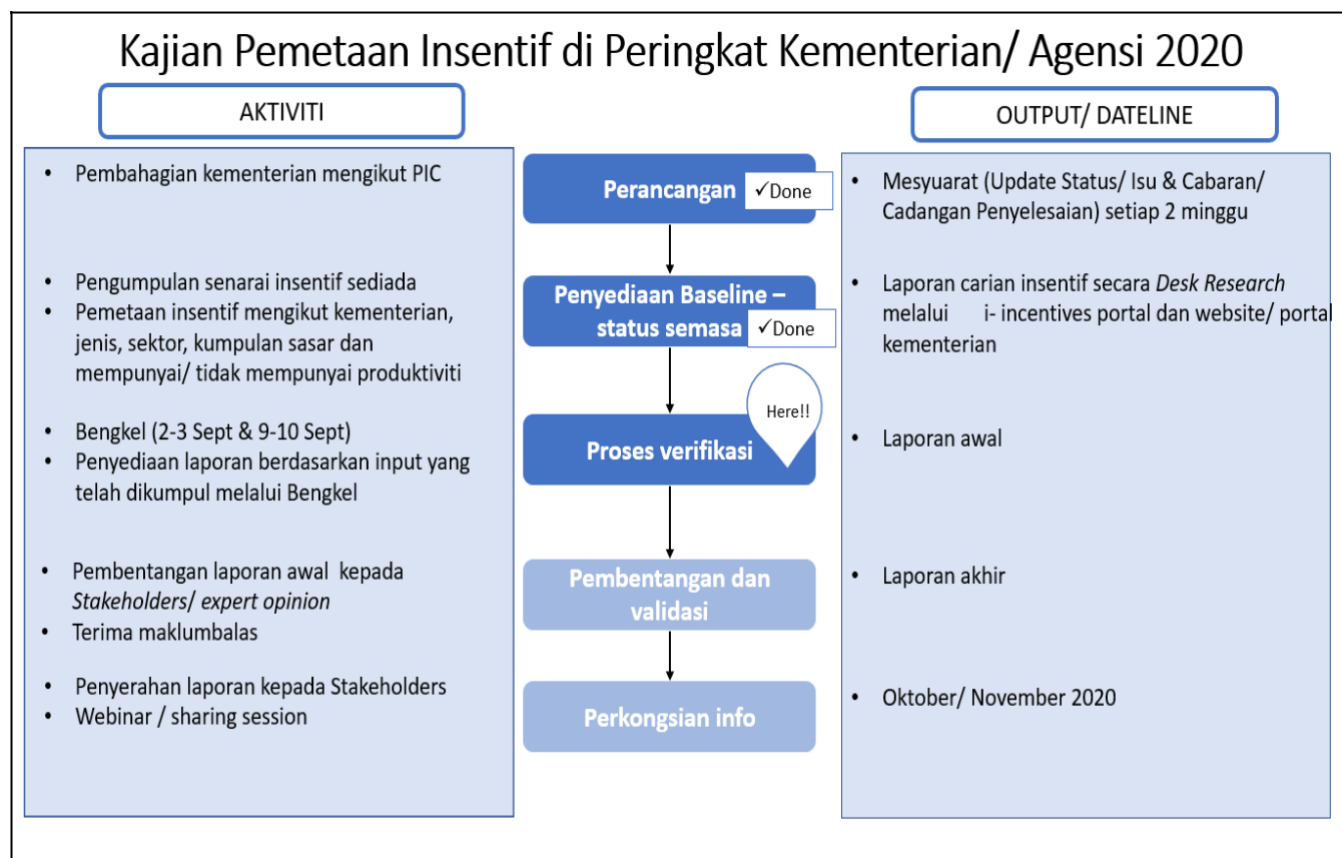 Kajian Pemetaan Insentif di Peringkat Kementerian/ Agensi 2020
AKTIVITI
• Pembahagian kementerian mengikut PIC
• Pengumpulan senarai insentif sediada
• Pemetaan insentif mengikut kementerian,
jenis, sektor, kumpulan sasar dan
mempunyai/ tidak mempunyai produktiviti
• Bengkel (2-3 Sept & 9-10 Sept)
• Penyediaan laporan berdasarkan input yang
telah dikumpul melalui Bengkel
• Pembentangan laporan awal kepada
Stakeholders/ expert opinion
• Terima maklumbalas
• Penyerahan laporan kepada Stakeholders
• Webinar / sharing session
Perancangan
✓Done
Penyediaan Baseline –
status semasa
✓Done
Here!!
Proses verifikasi
Pembentangan dan
validasi
Perkongsian info
OUTPUT/ DATELINE
• Mesyuarat (Update Status/ Isu & Cabaran/
Cadangan Penyelesaian) setiap 2 minggu
• Laporan carian insentif secara Desk Research
melalui i- incentives portal dan website/ portal
kementerian
• Laporan awal
• Laporan akhir
• Oktober/ November 2020